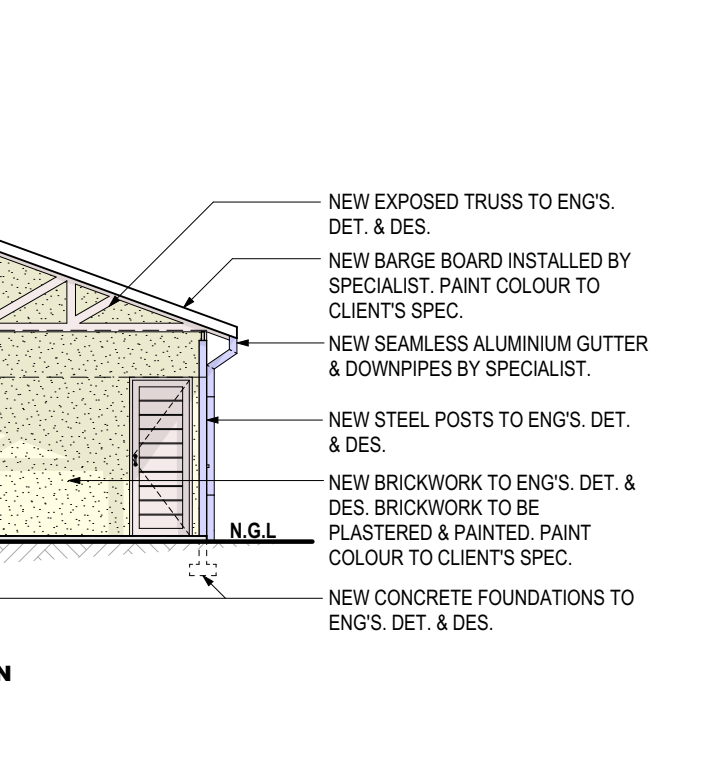 NEW EXPOSED TRUSS TO ENG'S.
DET. & DES.
NEW BARGE BOARD INSTALLED BY
SPECIALIST. PAINT COLOUR TO
CLIENT'S SPEC.
NEW SEAMLESS ALUMINIUM GUTTER
& DOWNPIPES BY SPECIALIST.
NEW STEEL POSTS TO ENG'S. DET.
& DES.
NEW BRICKWORK TO ENG'S. DET. &
DES. BRICKWORK TO BE
PLASTERED & PAINTED. PAINT
COLOUR TO CLIENT'S SPEC.
N.G.L
NEW CONCRETE FOUNDATIONS TO
ENG'S. DET. & DES.
N